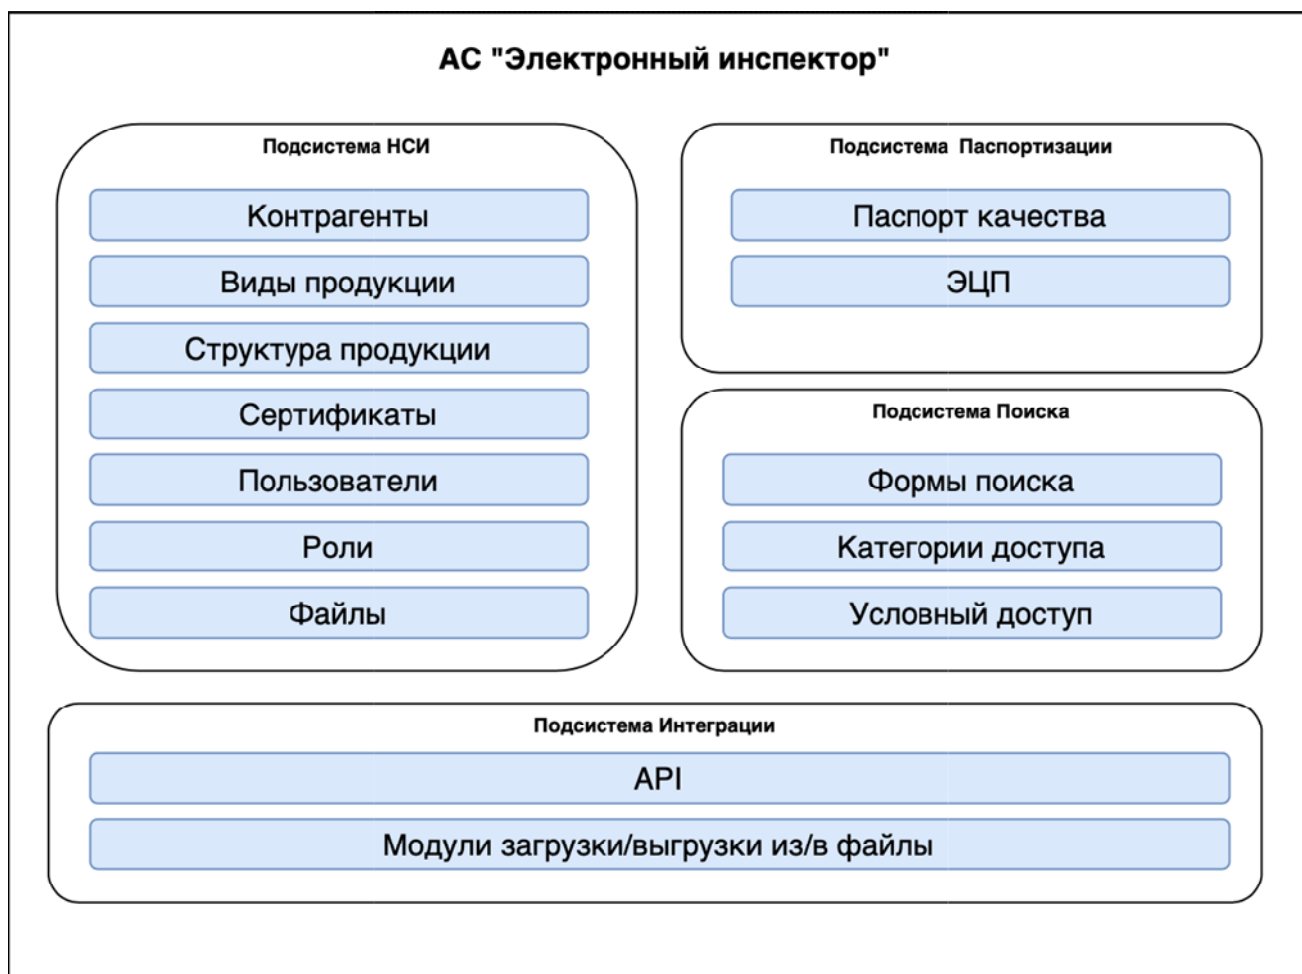 АС "Электронный инспектор"
Подсистема НСИ
Контрагенты
Виды продукции
Структура продукции
Сертификаты
Пользователи
Роли
Файлы
Подсистема Паспортизации
Паспорт качества
ЭЦП
Подсистема Поиска
Формы поиска
Категории доступа
Условный доступ
Подсистема Интеграции
API
Модули загрузки/выгрузки из/в файлы